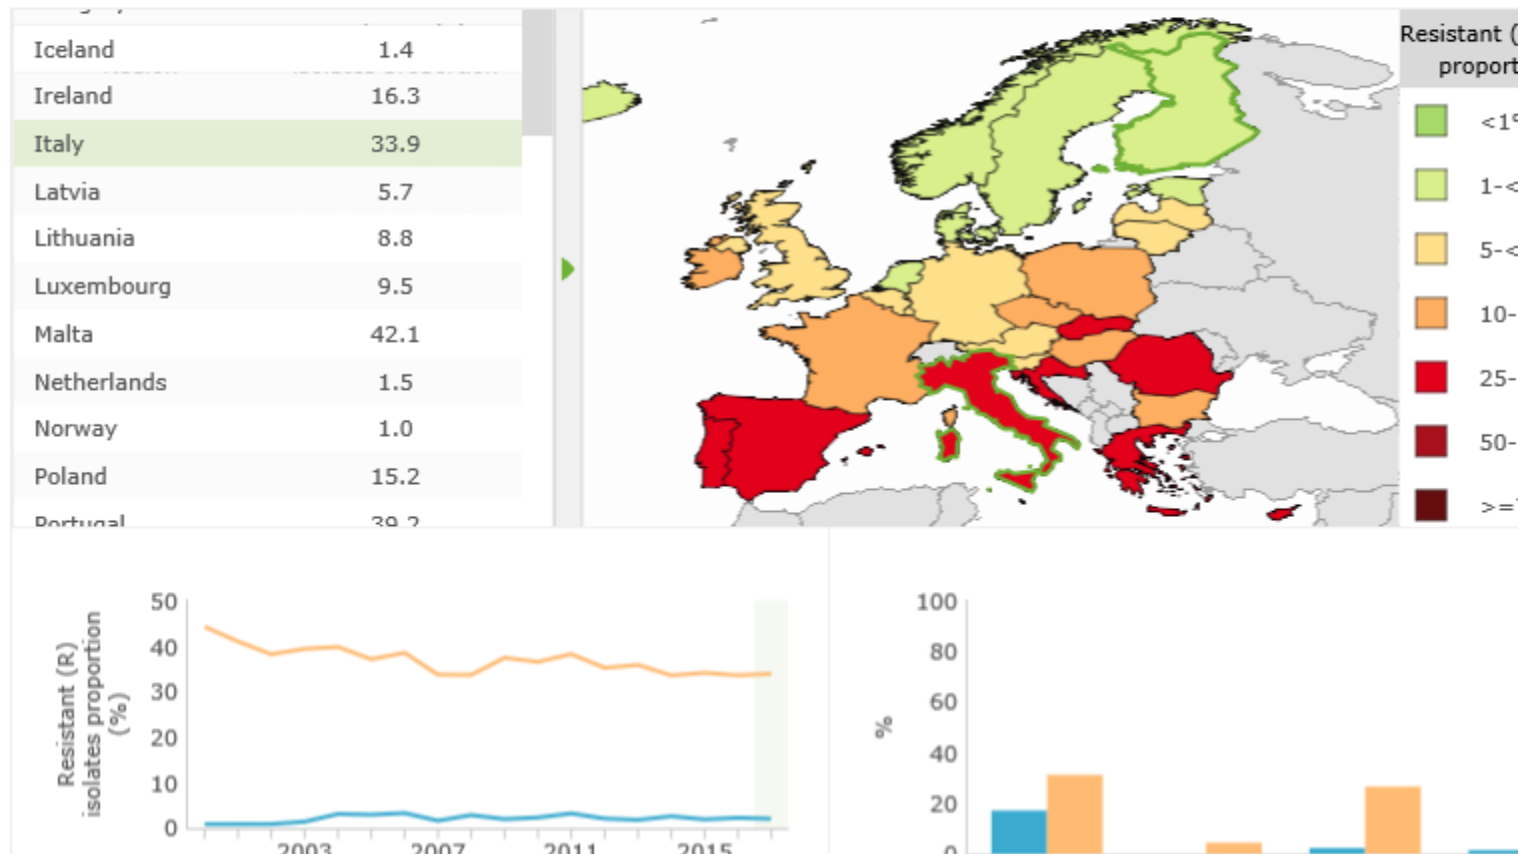 Iceland 1.4
Ireland 16.3
Italy 33.9
Latvia 5.7
Lithuania 8.8
Luxembourg 9.5
Malta 42.1
Netherlands 1.5
Norway 1.0
Poland 15.2
Portugal 39.2
Resistant (
proport
<1
1-<
5-<
10-
25-
50-
>=
Resistant (R)
isolates proportion
(%)
50
40
30
20
10
0
2003 2007 2011 2015
%
100
80
60
40
20
0